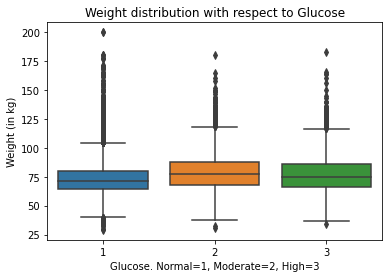 Weight distribution with respect to Glucose
200
175
150
125
100
75
50
25
Weight (in kg)
1 2 3
Glucose. Normal=1, Moderate=2, High=3